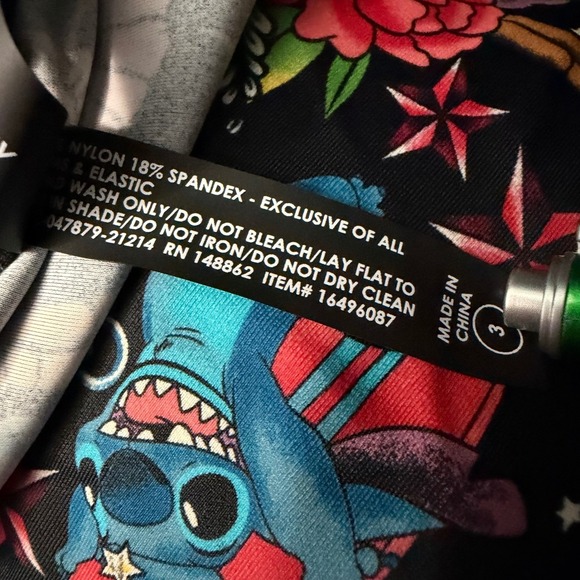 NYLON 18% SPANDEX - EXCLUSIVE OF ALL
& ELASTIC
WASH ONLY/DO NOT BLEACH/LAY FLAT TO
SHADE/DO NOT IRON/DO NOT DRY CLEAN
047879-21214 RN 148862 ITEM# 16496087
MADE IN
CHINA
3